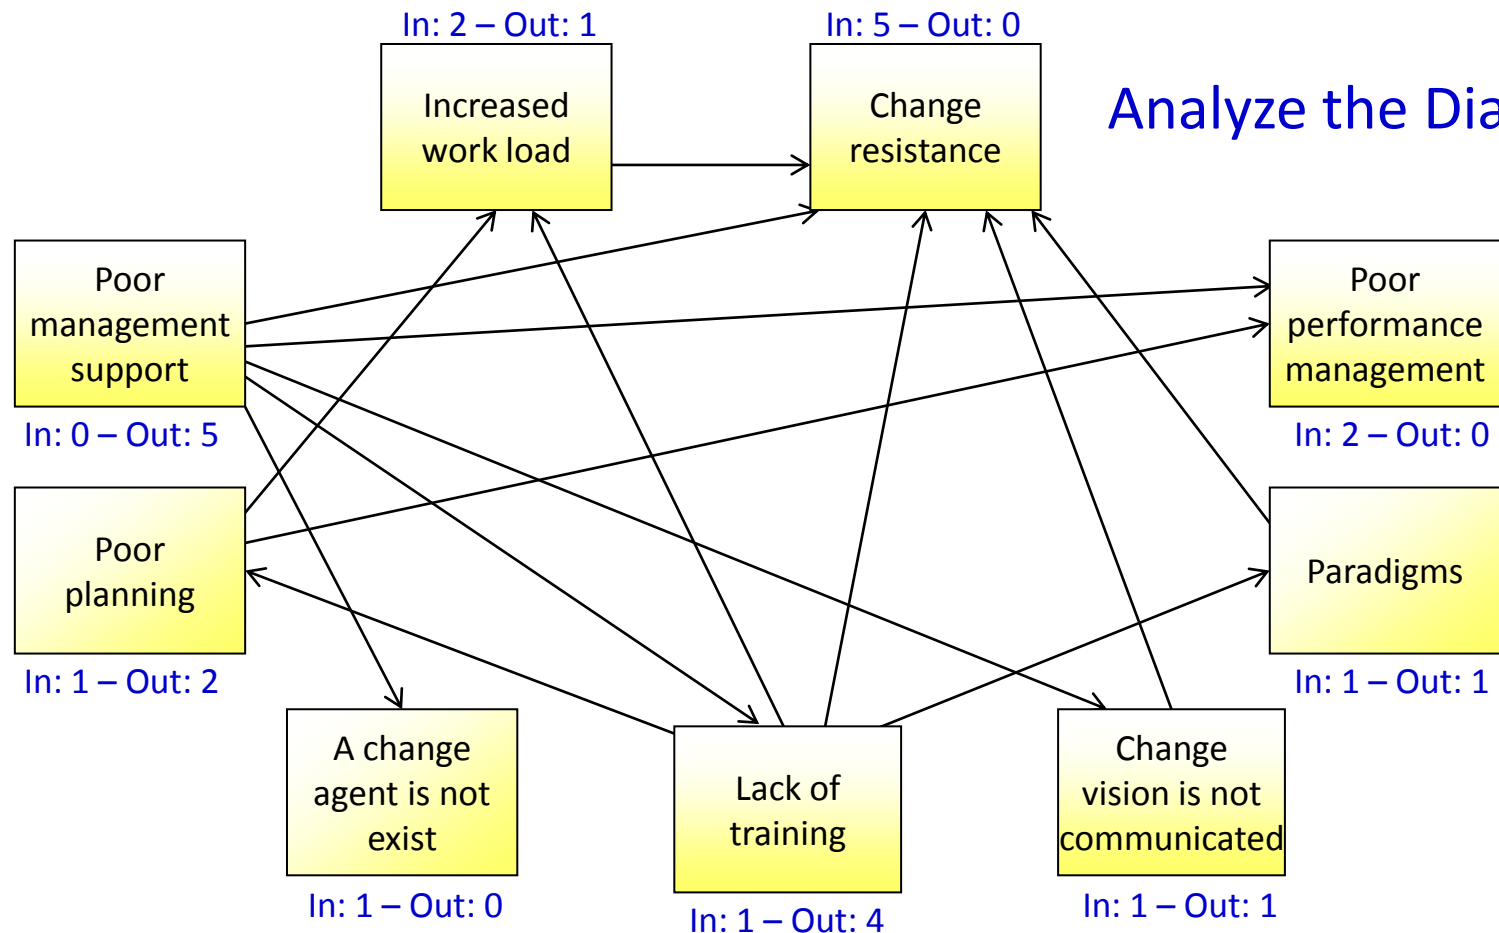 In: 2 – Out: 1
In: 5 – Out: 0
Analyze the Dia
Increased
work load
Change
resistance
Poor
management
support
In: 0 – Out: 5
Poor
performance
management
In: 2 – Out: 0
Poor
planning
In: 1 – Out: 2
Paradigms
In: 1 – Out: 1
A change
agent is not
exist
In: 1 – Out: 0
Lack of
training
In: 1 – Out: 4
Change
vision is not
communicated
In: 1 – Out: 1